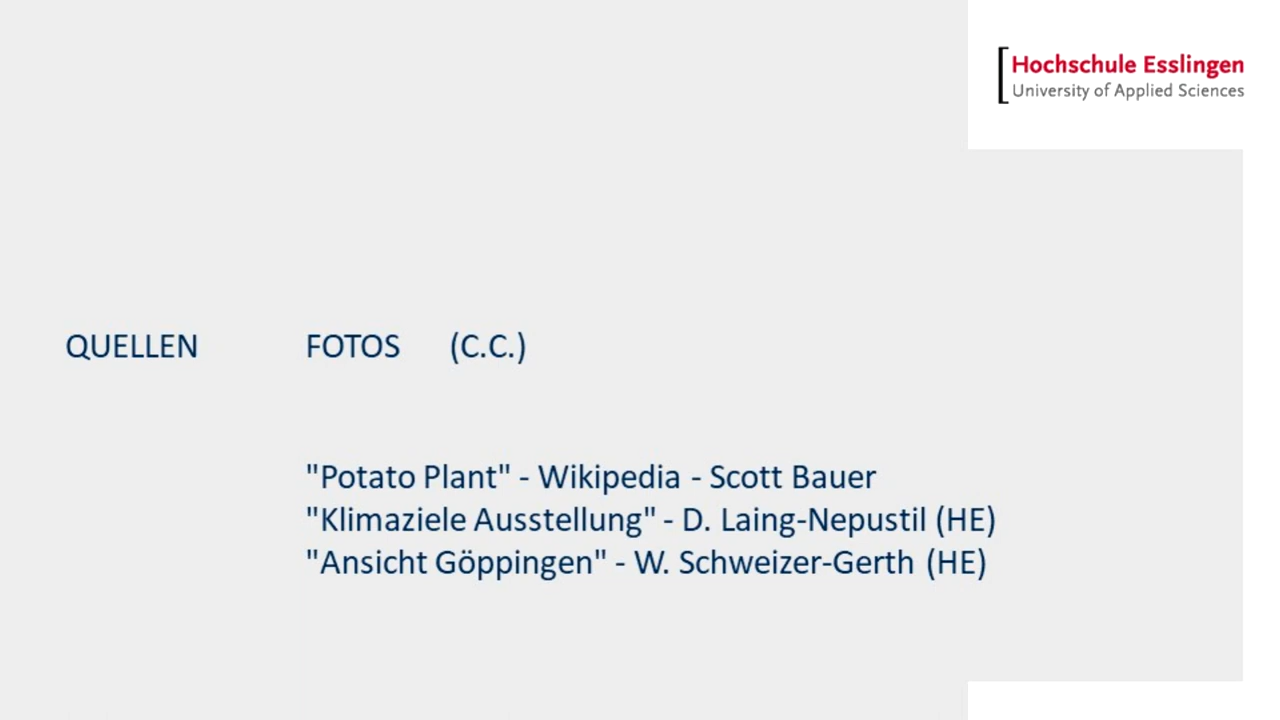 Hochschule Esslingen
University of Applied Sciences
QUELLEN FOTOS (C.C.)
"Potato Plant" - Wikipedia - Scott Bauer
"Klimaziele Ausstellung" - D. Laing-Nepustil (HE)
"Ansicht Göppingen" - W. Schweizer-Gerth (HE)